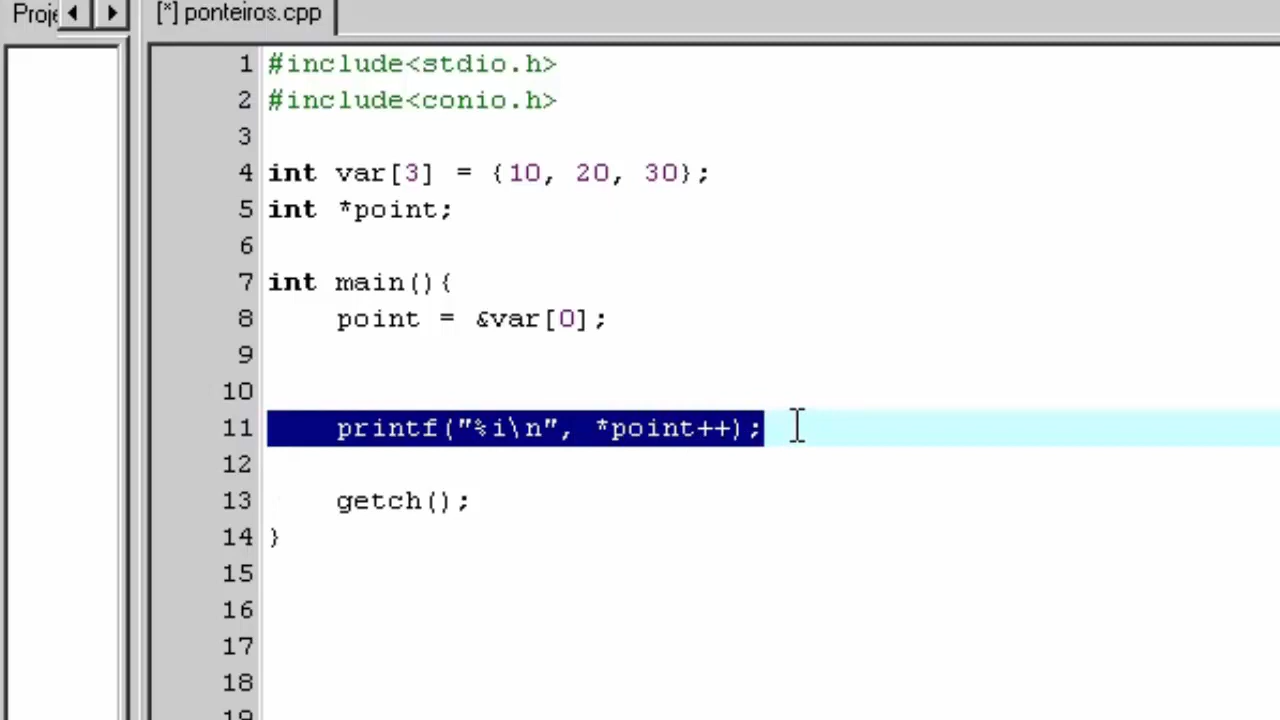 Proje
[*] ponteiros.cpp
1 #include<stdio.h>
2 #include<conio.h>
3
4 int var[3] = {10, 20, 30};
5 int *point;
6
7 int main(){
8     point = &var[0];
9
10
11     printf("%i\n", *point++);
12
13     getch();
14 }
15
16
17
18
19